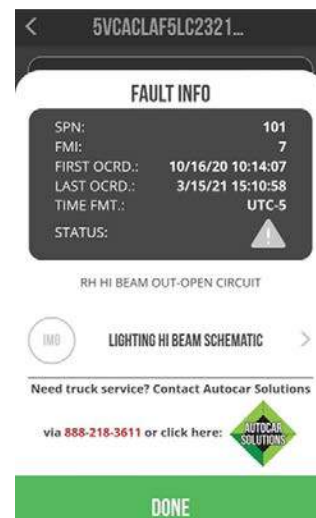 5VCACLAF5LC2321...
FAULT INFO
SPN: 101
FMI: 7
FIRST OCRD.: 10/16/20 10:14:07
LAST OCRD.: 3/15/21 15:10:58
TIME FMT.: UTC-5
STATUS:
RH HI BEAM OUT-OPEN CIRCUIT
IMG LIGHTING HI BEAM SCHEMATIC
Need truck service? Contact Autocar Solutions
via 888-218-3611 or click here:
AUTOCAR
SOLUTIONS
DONE